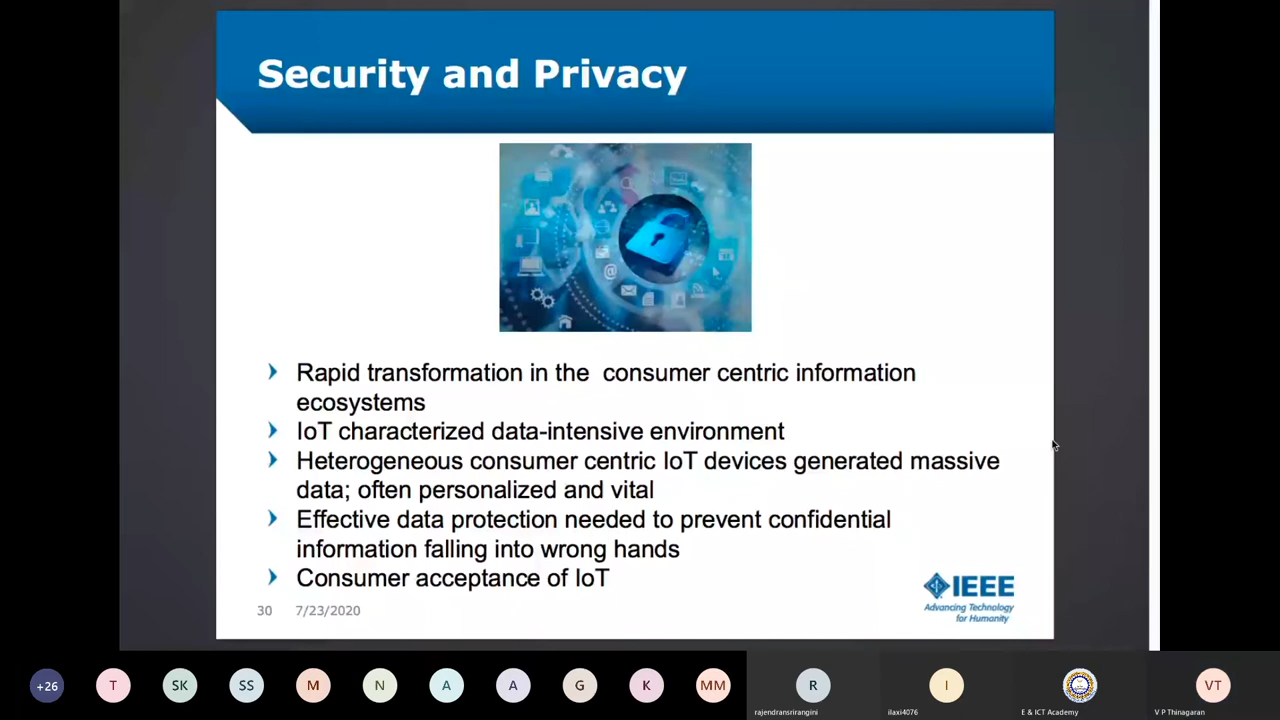 Security and Privacy
Rapid transformation in the consumer centric information
ecosystems
IoT characterized data-intensive environment
Heterogeneous consumer centric IoT devices generated massive
data; often personalized and vital
Effective data protection needed to prevent confidential
information falling into wrong hands
Consumer acceptance of IoT
30 7/23/2020
IEEE
Advancing Technology
for Humanity
+26 T SK SS M N A A G K MM R I VT
rajendransrirangini ilaxi4076 E & ICT Academy V P Thinagaran